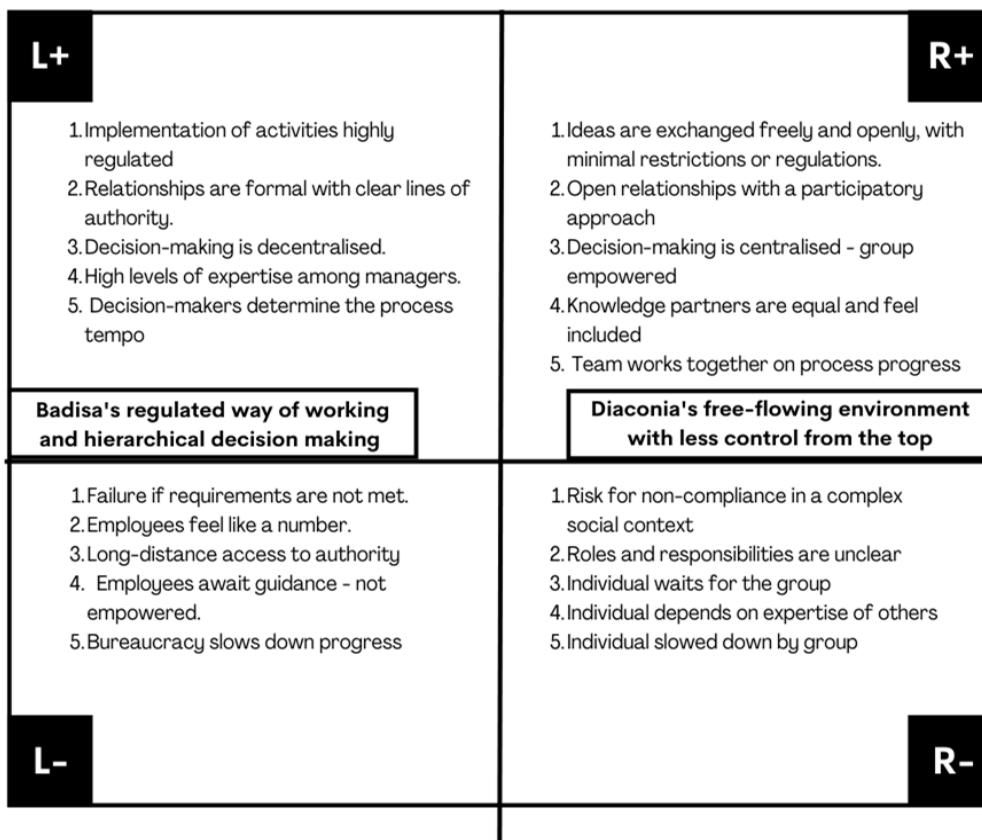 L+
1. Implementation of activities highly
regulated
2. Relationships are formal with clear lines of
authority.
3. Decision-making is decentralised.
4. High levels of expertise among managers.
5. Decision-makers determine the process
tempo
Badisa's regulated way of working
and hierarchical decision making
R+
1. Ideas are exchanged freely and openly, with
minimal restrictions or regulations.
2. Open relationships with a participatory
approach
3. Decision-making is centralised - group
empowered
4. Knowledge partners are equal and feel
included
5. Team works together on process progress
Diaconia's free-flowing environment
with less control from the top
1. Failure if requirements are not met.
2. Employees feel like a number.
3. Long-distance access to authority
4. Employees await guidance - not
empowered.
5. Bureaucracy slows down progress
L-
1. Risk for non-compliance in a complex
social context
2. Roles and responsibilities are unclear
3. Individual waits for the group
4. Individual depends on expertise of others
5. Individual slowed down by group
R-